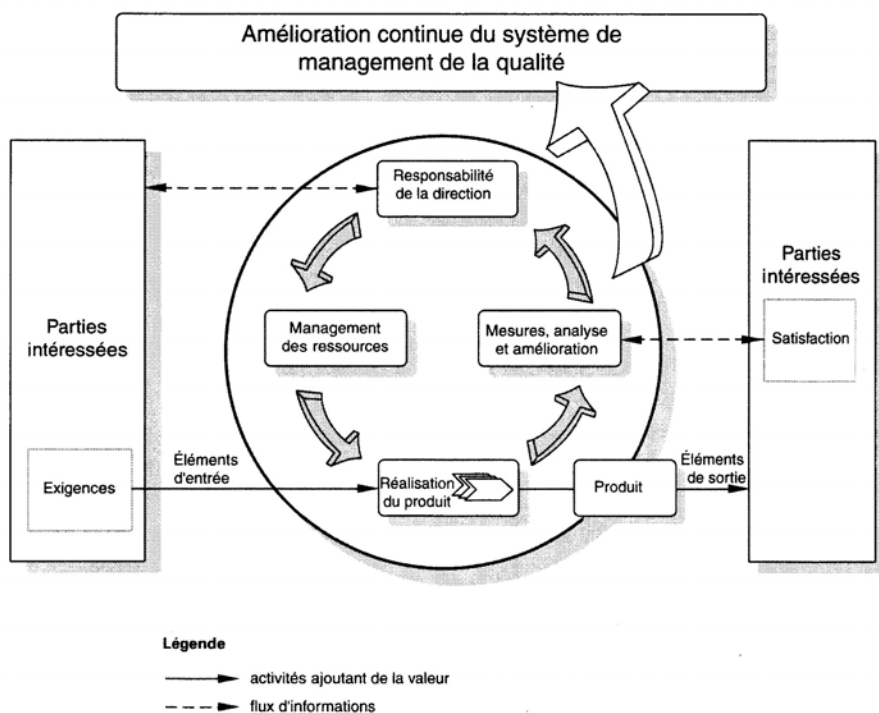 Amélioration continue du système de
management de la qualité
Responsabilité
de la direction
Parties
intéressées
Management
des ressources
Mesures, analyse
et amélioration
Parties
intéressées
Satisfaction
Exigences
Éléments
d'entrée
Réalisation
du produit
Produit
Éléments
de sortie
Légende
activités ajoutant de la valeur
flux d'informations